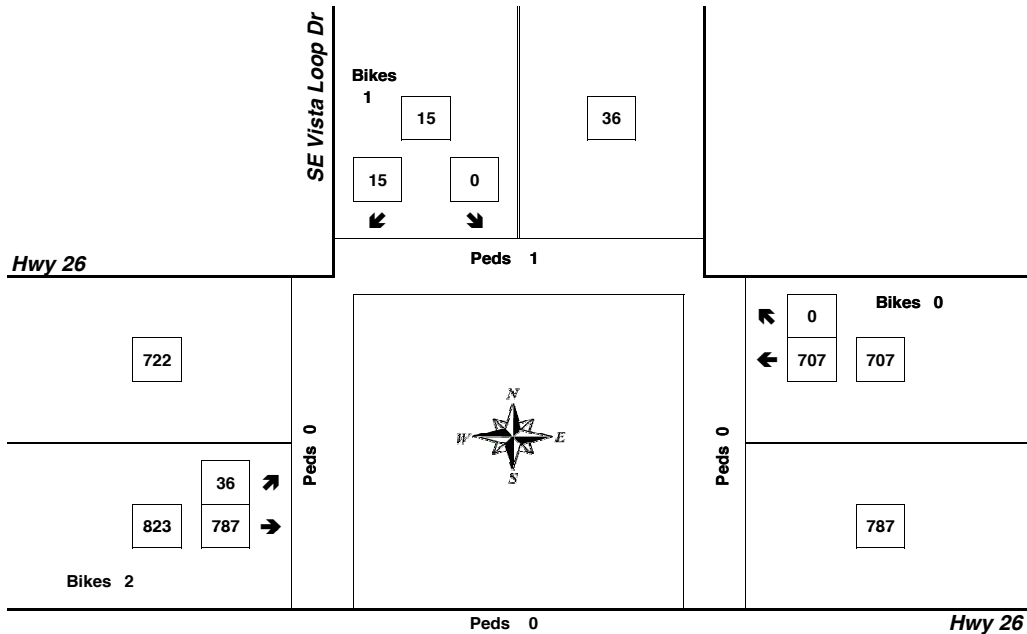 SE Vista Loop Dr
Bikes
1
15
36
15 0
Peds 1
Hwy 26
0 Bikes 0
722
707 707
N
W E
S
Peds 0
Peds 0
36
823 787
787
Bikes 2
Peds 0
Hwy 26